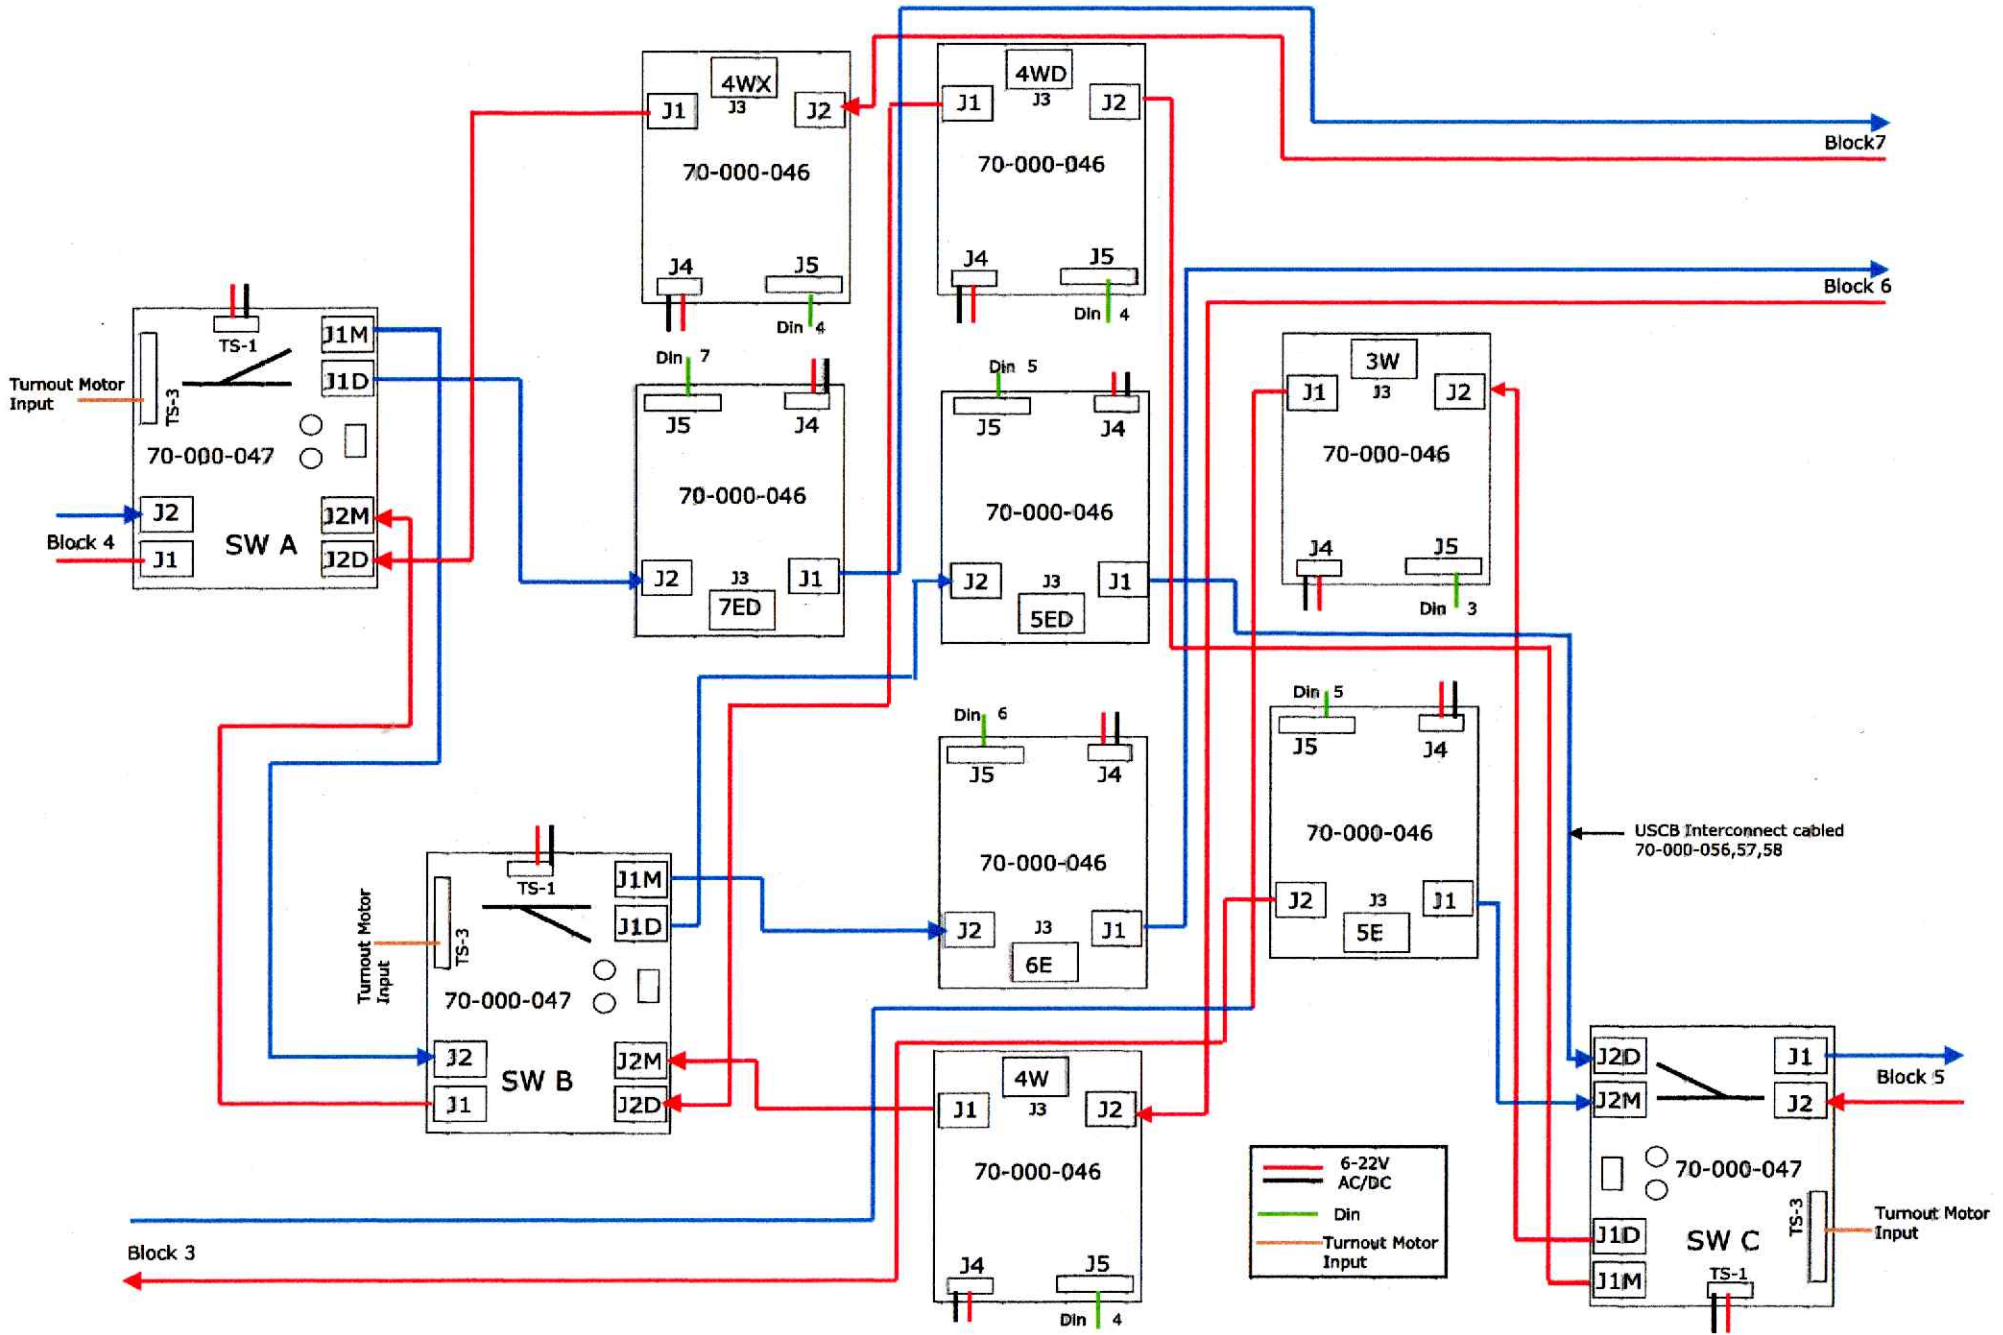 4WX
J3
J1
J2
70-000-046
J4
J5
Din 4
4WD
J3
J1
J2
70-000-046
J4
J5
Din 4
Block7
Block 6
TS-1
J1M
J1D
Turnout Motor
Input
TS-3
70-000-047
J2
J2M
Block 4
SW A
J1
J2D
Din 7
J5
J4
70-000-046
J2
J3
J1
7ED
Din 5
J5
J4
70-000-046
J2
J3
J1
5ED
3W
J3
J1
J2
70-000-046
J4
J5
Din 3
Din 6
J5
J4
70-000-046
J2
J3
J1
6E
Din 5
J5
J4
70-000-046
J2
J3
J1
5E
USCB Interconnect cabled
70-000-056,57,58
TS-1
J1M
J1D
Turnout Motor
Input
TS-3
70-000-047
J2
J2M
SW B
J1
J2D
4W
J3
J1
J2
70-000-046
J4
J5
Din 4
Block 3
6-22V
AC/DC
Din
Turnout Motor
Input
J2D
J1
Block 5
J2M
J2
70-000-047
TS-3
Turnout Motor
Input
J1D
SW C
J1M
TS-1